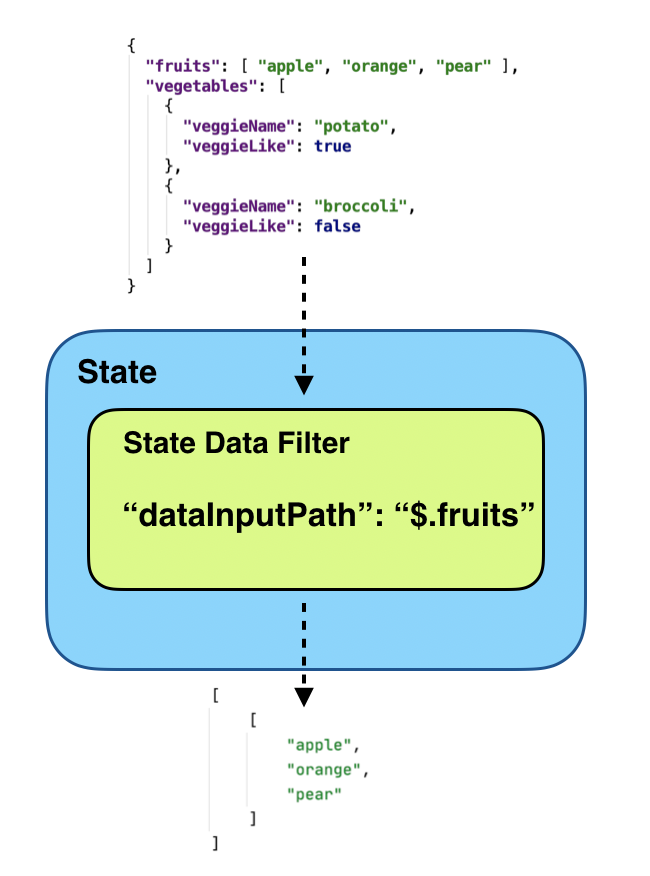 {
  "fruits": [ "apple", "orange", "pear" ],
  "vegetables": [
    {
      "veggieName": "potato",
      "veggieLike": true
    },
    {
      "veggieName": "broccoli",
      "veggieLike": false
    }
  ]
}
State
State Data Filter
“dataInputPath”: “$.fruits”
[
    [
        "apple",
        "orange",
        "pear"
    ]
]